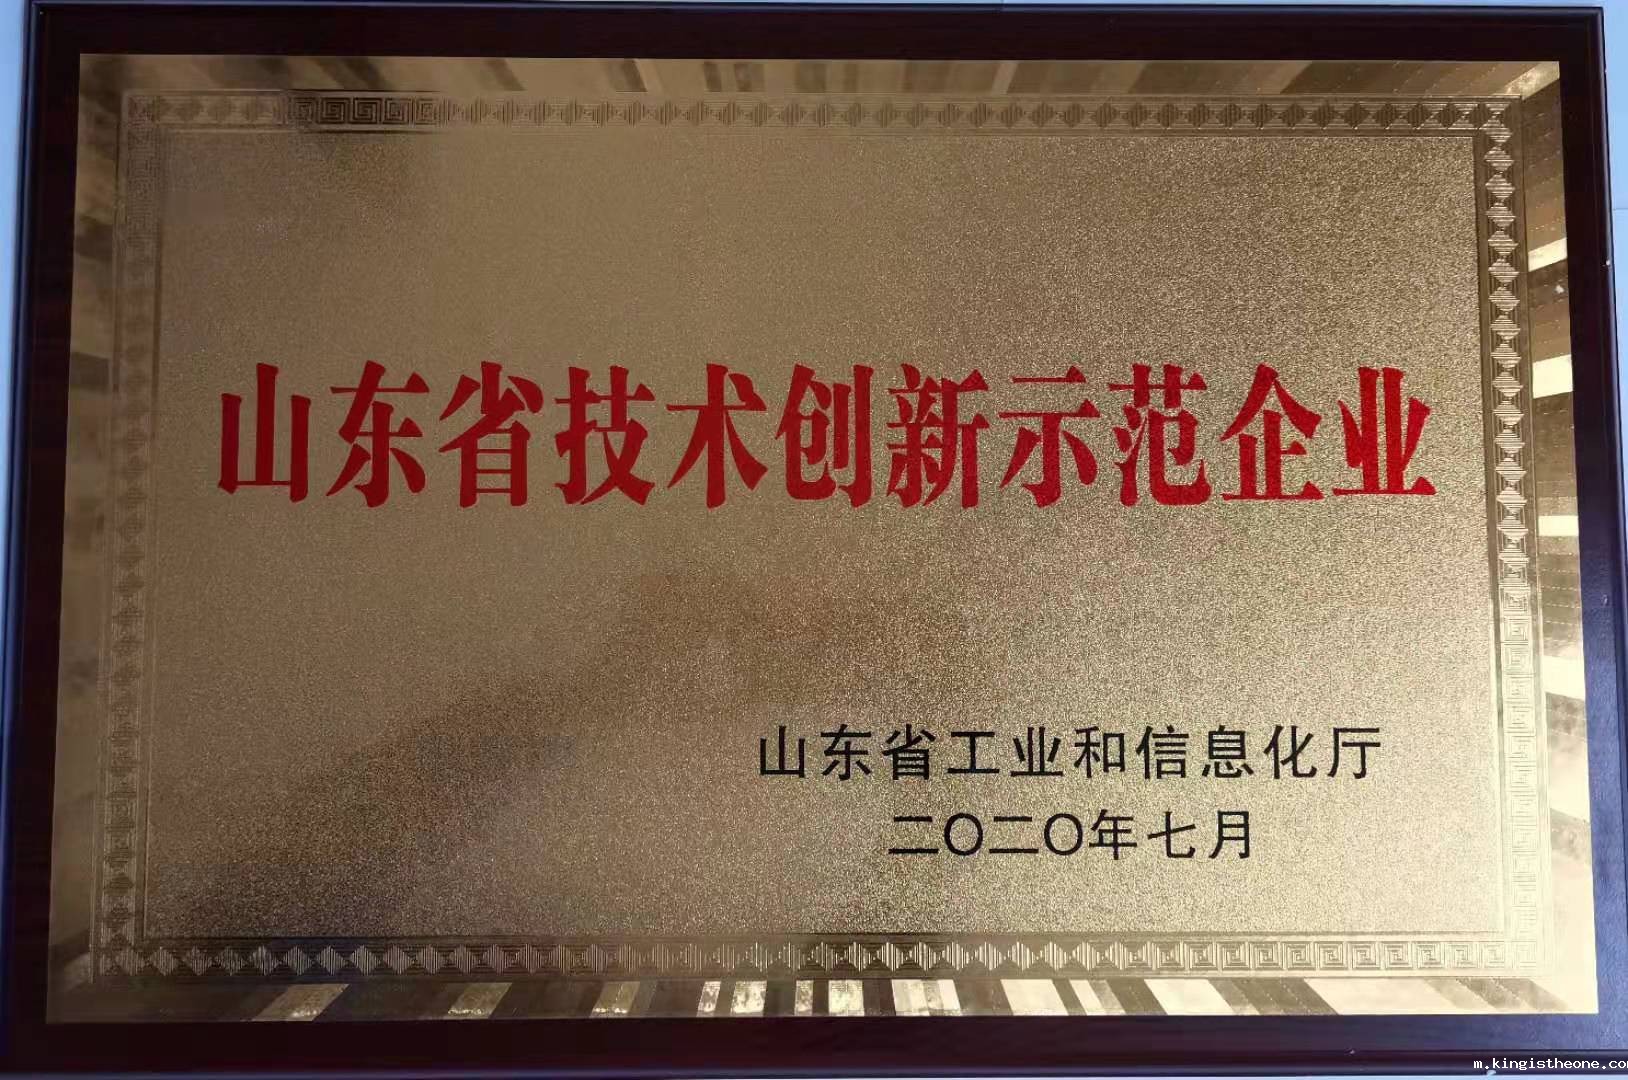 山东省技术创新示范企业
山东省工业和信息化厅
二〇二〇年七月
m.kingistheone.co